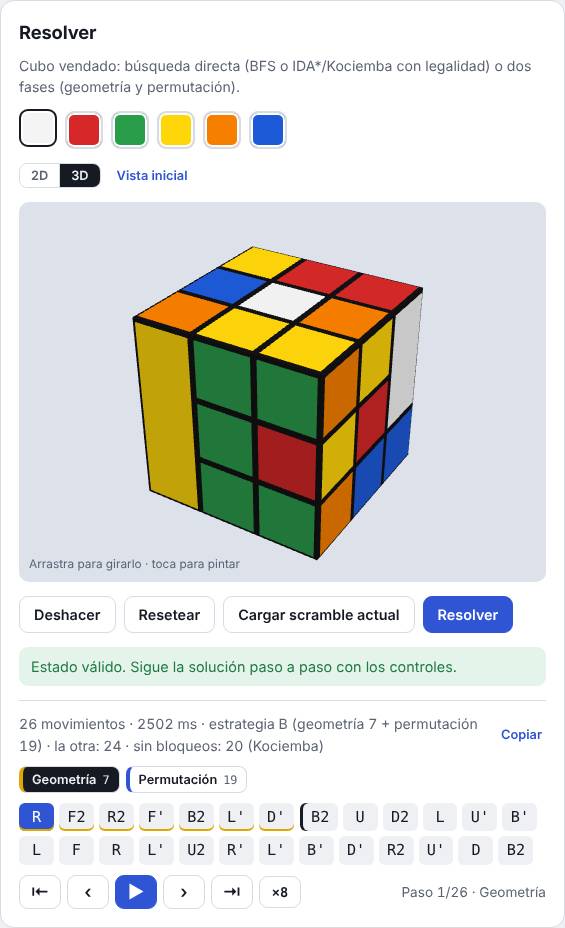 Resolver
Cubo vendado: búsqueda directa (BFS o IDA*/Kociemba con legalidad) o dos
fases (geometría y permutación).
2D 3D Vista inicial
Arrastra para girarlo · toca para pintar
Deshacer Resetear Cargar scramble actual Resolver
Estado válido. Sigue la solución paso a paso con los controles.
26 movimientos · 2502 ms · estrategia B (geometría 7 + permutación
19) · la otra: 24 · sin bloqueos: 20 (Kociemba)
Copiar
Geometría 7 Permutación 19
R F2 R2 F' B2 L' D' B2 U D2 L U' B'
L F R L' U2 R' L' B' D' R2 U' D B2
×8 Paso 1/26 · Geometría